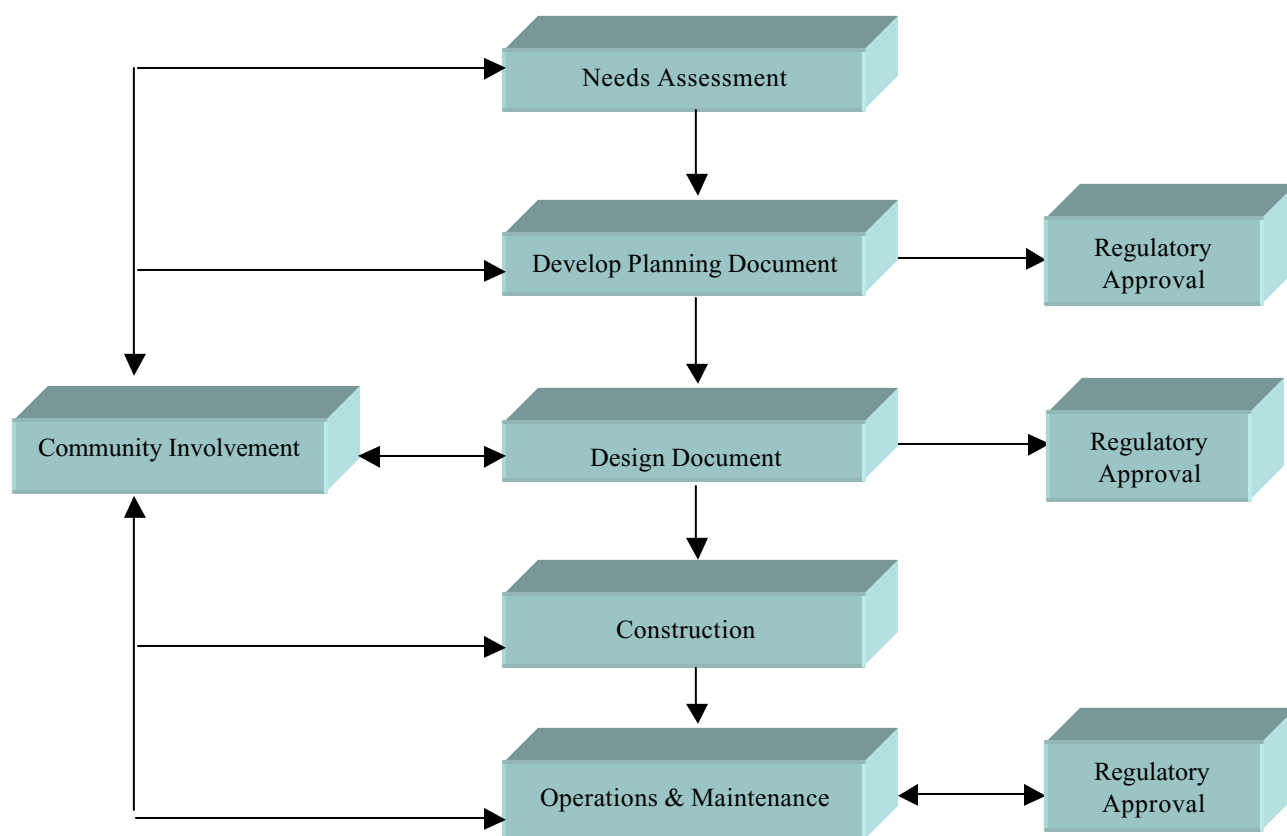 Needs Assessment
Develop Planning Document
Regulatory
Approval
Community Involvement
Design Document
Regulatory
Approval
Construction
Operations & Maintenance
Regulatory
Approval